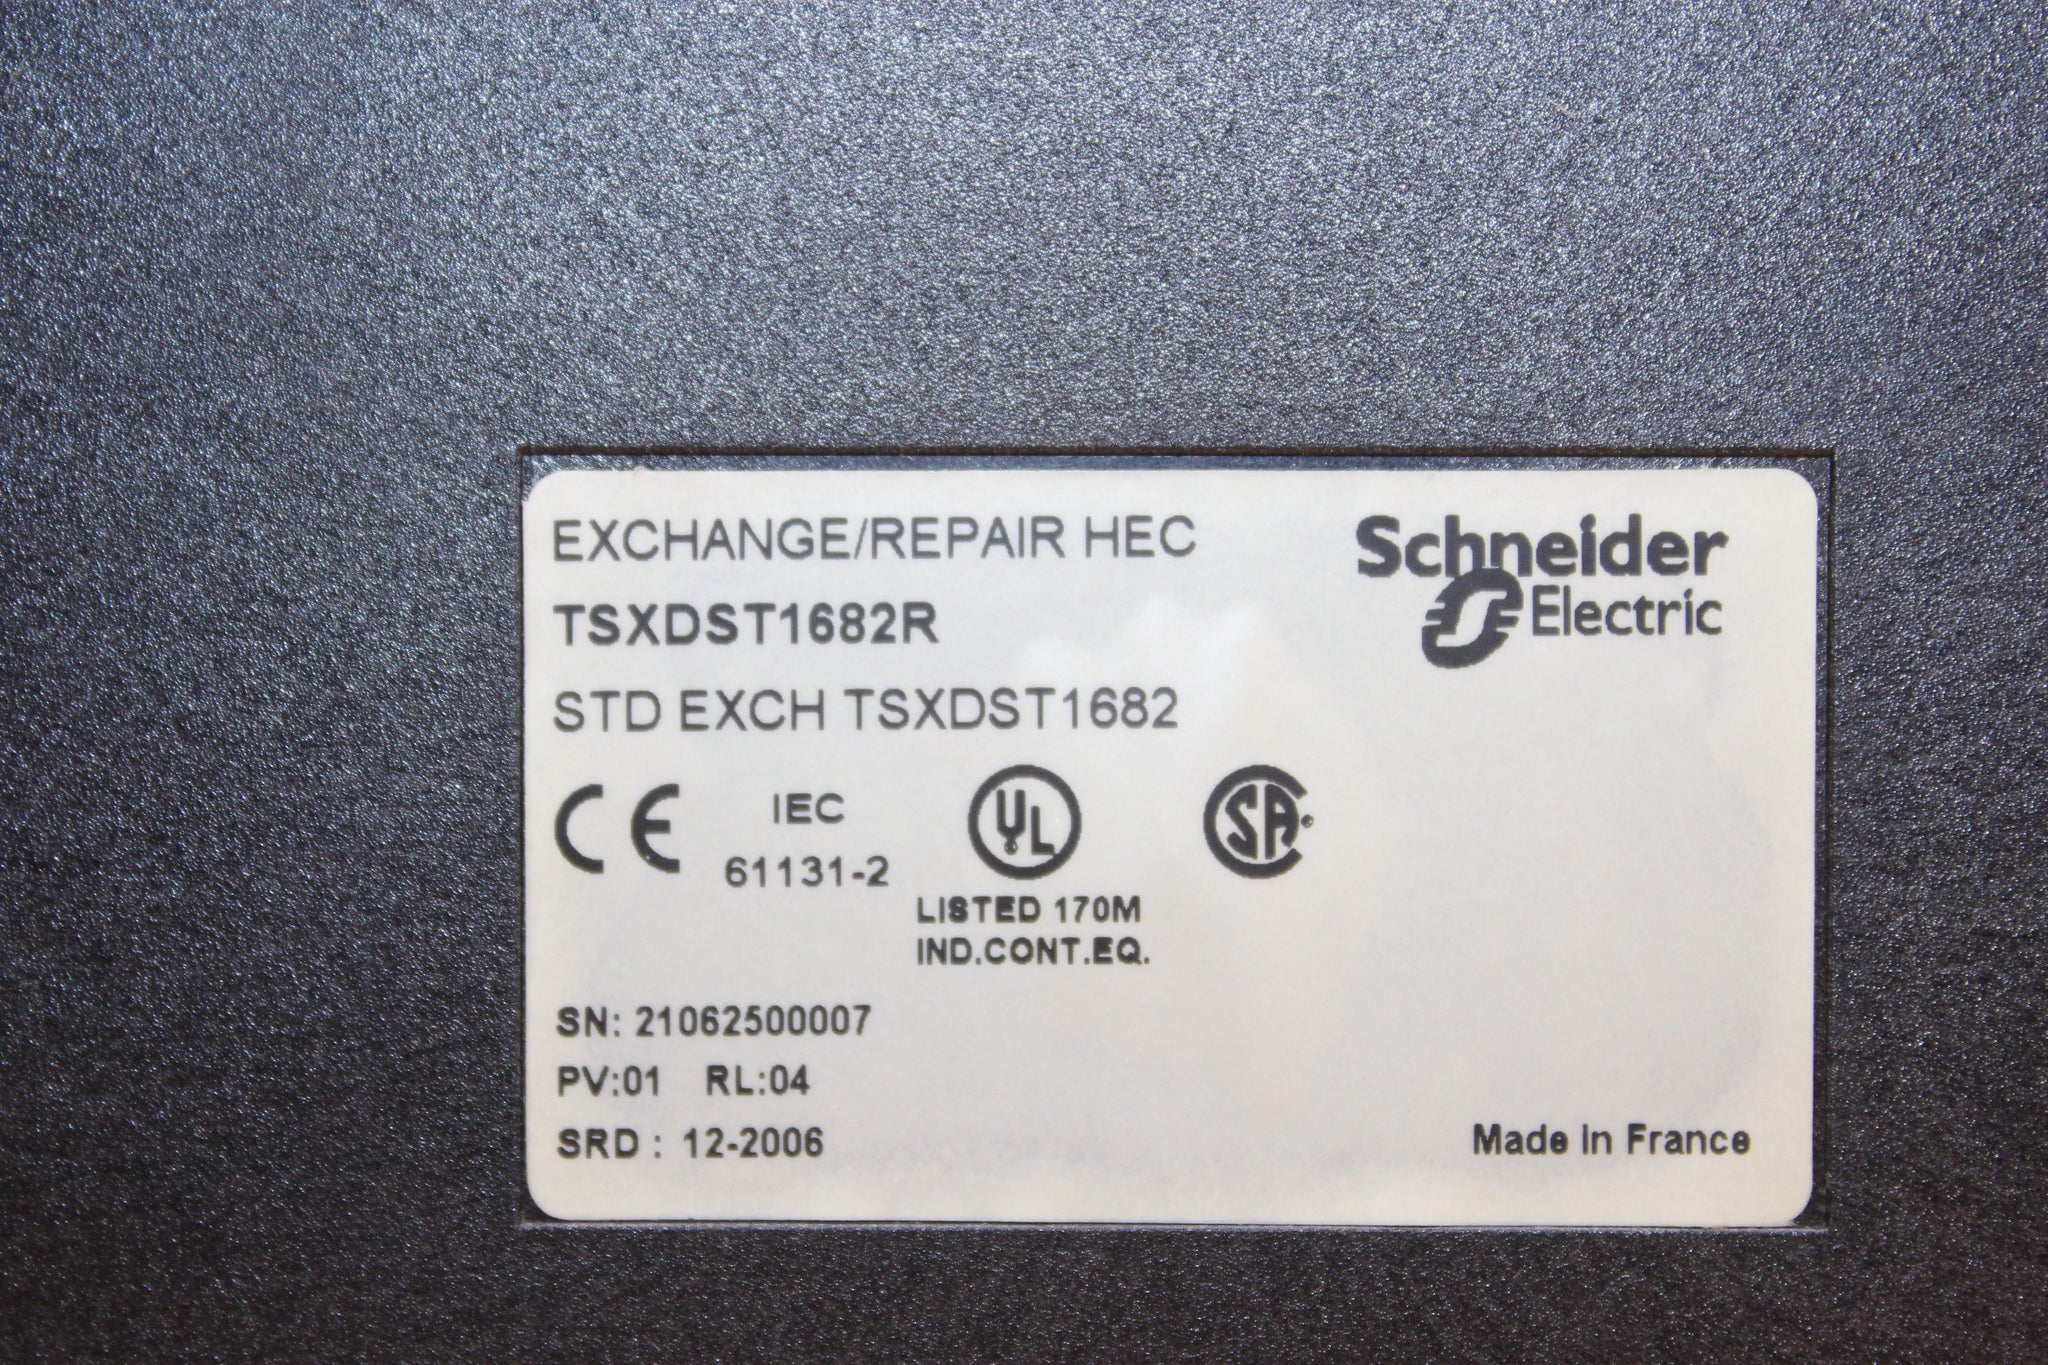 EXCHANGE/REPAIR HEC
Schneider
Electric
TSXDST1682R
STD EXCH TSXDST1682
CE
IEC
61131-2
UL
LISTED 170M
IND.CONT.EQ.
SA
SN: 21062500007
PV:01 RL:04
SRD : 12-2006
Made In France